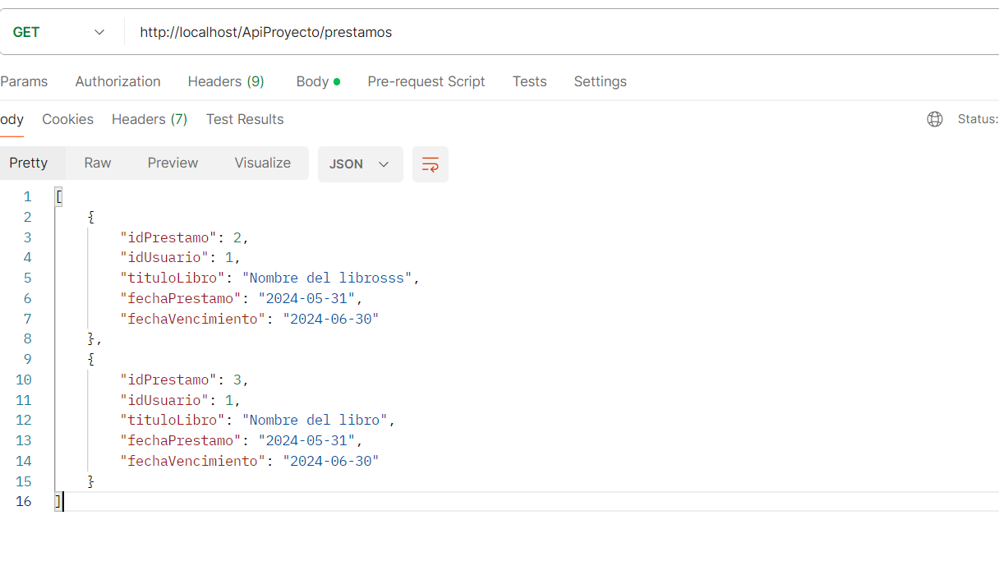 GET http://localhost/ApiProyecto/prestamos
Params Authorization Headers (9) Body Pre-request Script Tests Settings
ody Cookies Headers (7) Test Results Status:
Pretty Raw Preview Visualize JSON
1 [
2 {
3 "idPrestamo": 2,
4 "idUsuario": 1,
5 "tituloLibro": "Nombre del librosss",
6 "fechaPrestamo": "2024-05-31",
7 "fechaVencimiento": "2024-06-30"
8 },
9 {
10 "idPrestamo": 3,
11 "idUsuario": 1,
12 "tituloLibro": "Nombre del libro",
13 "fechaPrestamo": "2024-05-31",
14 "fechaVencimiento": "2024-06-30"
15 }
16 ]